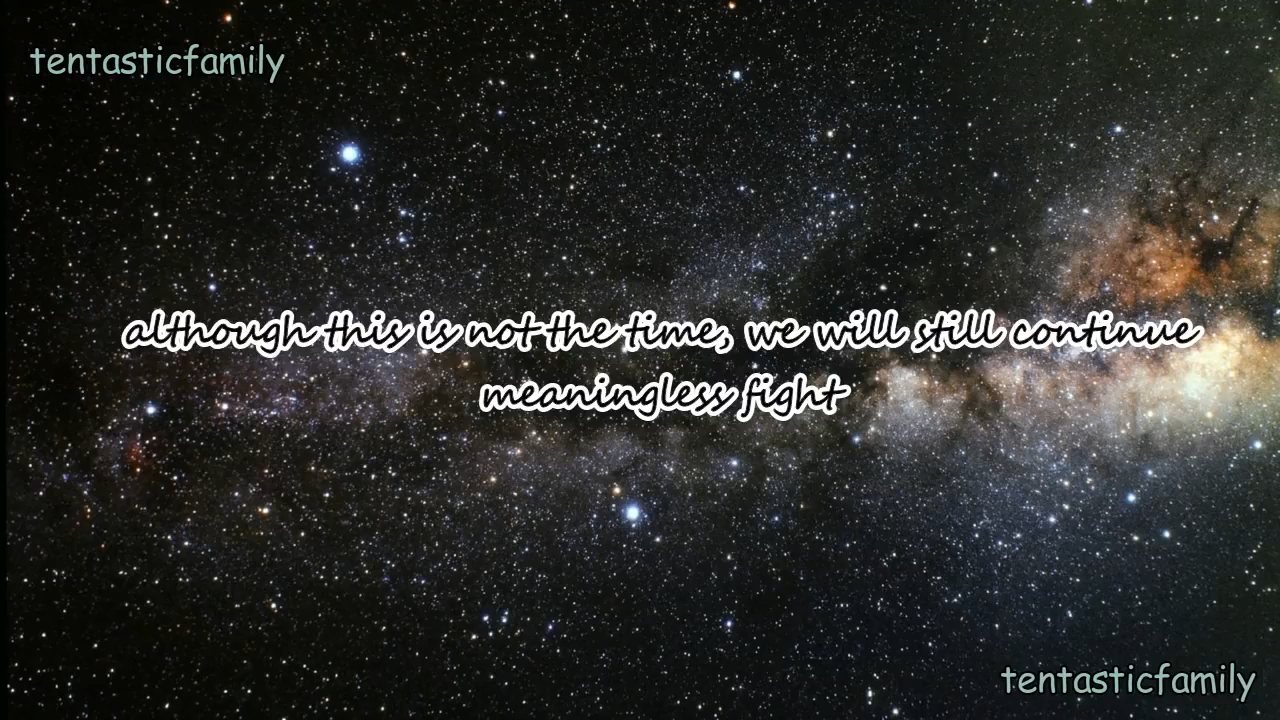 tentasticfamily
although this is not the time, we will still continue
meaningless fight
tentasticfamily